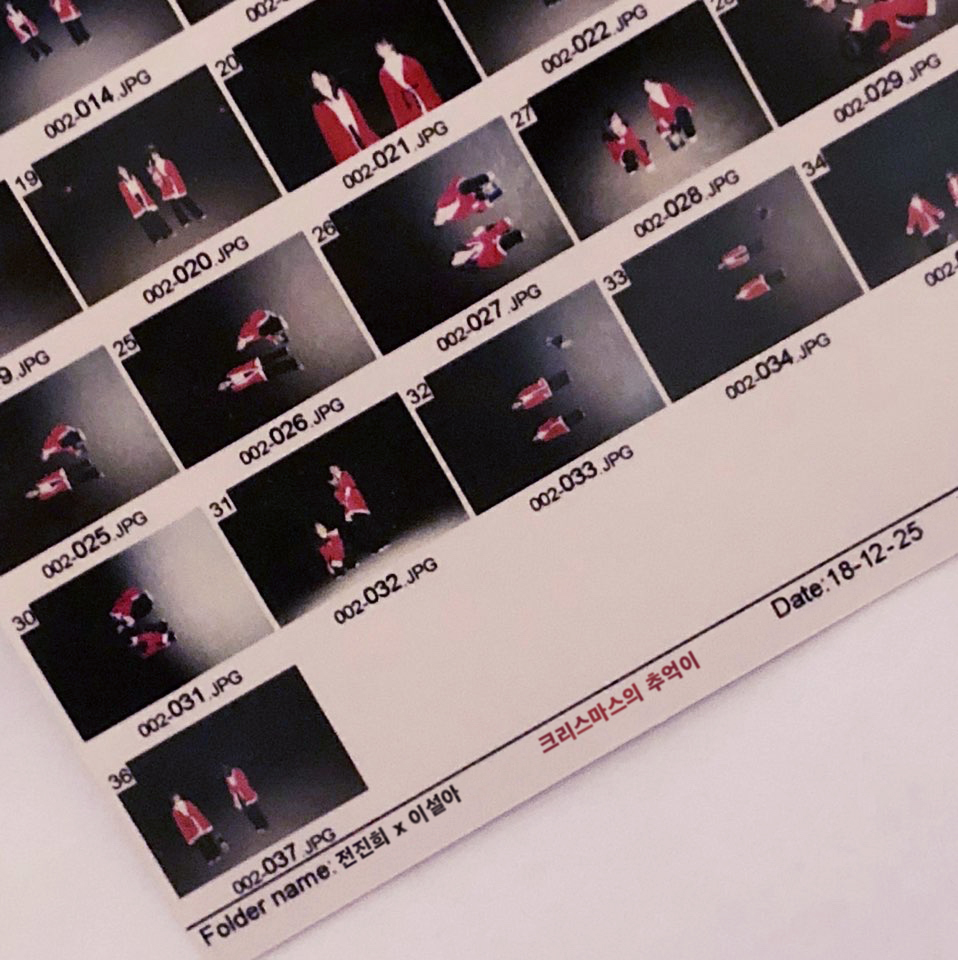 002-014.JPG
20 002-021.JPG
002-022.JPG
002-029.JPG
19 002-020.JPG
26 002-027.JPG
27 002-028.JPG
34
9.JPG
25 002-026.JPG
32 002-033.JPG
33 002-034.JPG
002-025.JPG
31 002-032.JPG
30 002-031.JPG
36 002-037.JPG
Folder name: 전진희 x 이설아
크리스마스의 추억이
Date:18-12-25